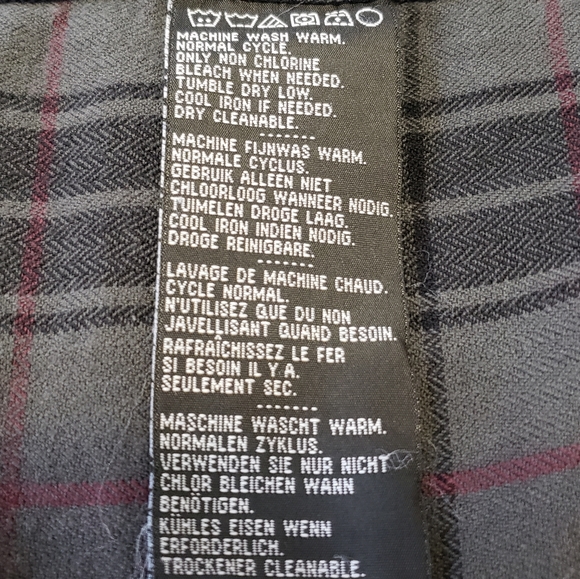 MACHINE WASH WARM.
NORMAL CYCLE.
ONLY NON CHLORINE
BLEACH WHEN NEEDED.
TUMBLE DRY LOW.
COOL IRON IF NEEDED.
DRY CLEANABLE.
MACHINE FIJNWAS WARM.
NORMALE CYCLUS.
GEBRUIK ALLEEN NIET
CHLOORLOOG WANNEER NODIG.
TUIMELEN DROGE LAAG.
COOL IRON INDIEN NODIG.
DROGE REINIGBARE.
LAVAGE DE MACHINE CHAUD.
CYCLE NORMAL.
N'UTILISEZ QUE DU NON
JAVELLISANT QUAND BESOIN.
RAFRAÎCHISSEZ LE FER
SI BESOIN IL Y A.
SEULEMENT SEC.
MASCHINE WASCHT WARM.
NORMALEN ZYKLUS.
VERWENDEN SIE NUR NICHT
CHLOR BLEICHEN WANN
BENÖTIGEN.
KÜHLES EISEN WENN
ERFORDERLICH.
TROCKENER CLEANABLE.